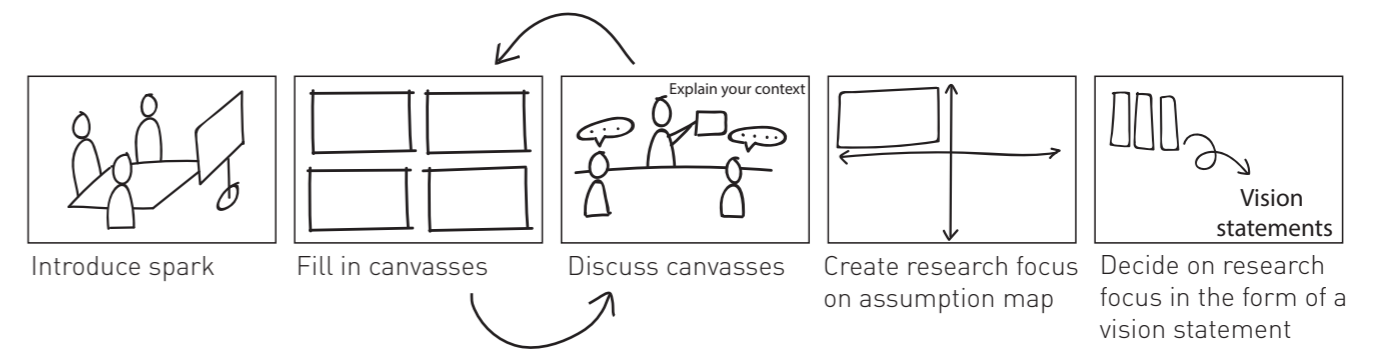 Explain your context
Vision
statements
Introduce spark
Fill in canvasses
Discuss canvasses
Create research focus
on assumption map
Decide on research
focus in the form of a
vision statement